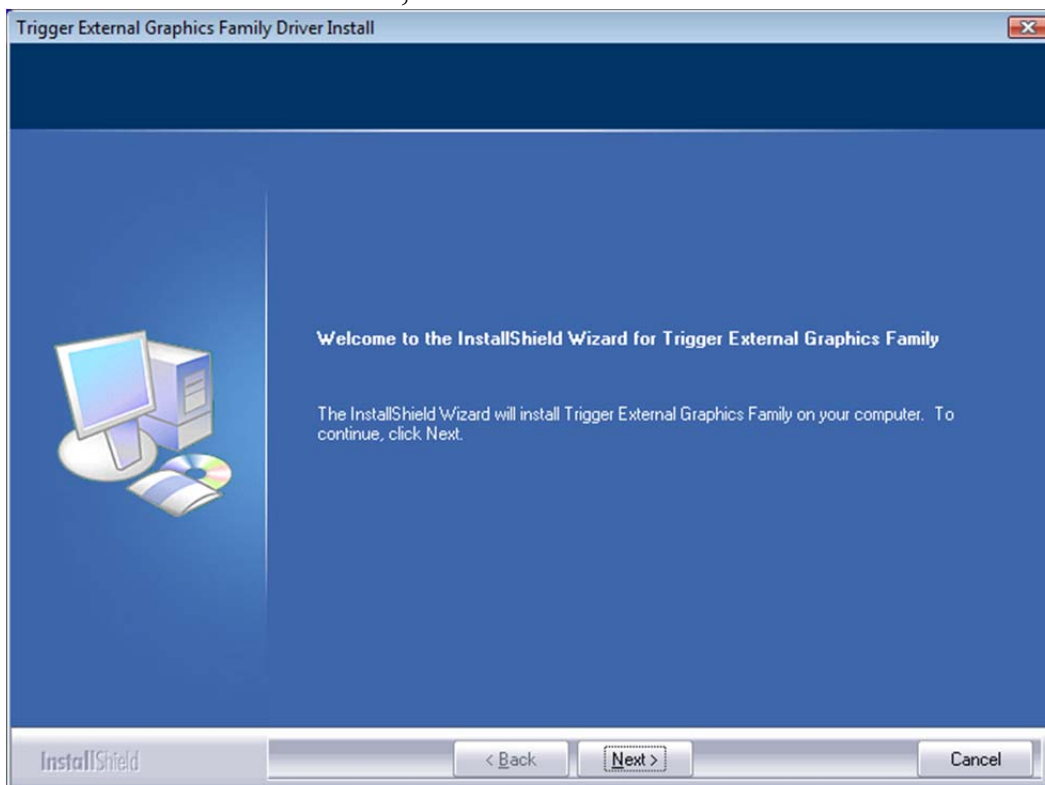 Trigger External Graphics Family Driver Install
Welcome to the InstallShield Wizard for Trigger External Graphics Family
The InstallShield Wizard will install Trigger External Graphics Family on your computer.  To
continue, click Next.
InstallShield
< Back
Next >
Cancel